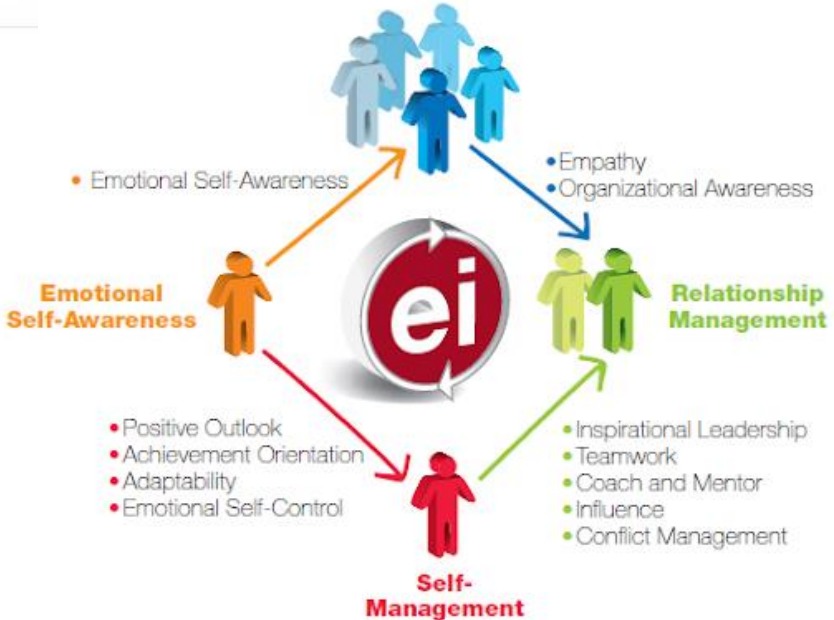 • Emotional Self-Awareness
• Empathy
• Organizational Awareness
Emotional
Self-Awareness
ei
Relationship
Management
• Positive Outlook
• Achievement Orientation
• Adaptability
• Emotional Self-Control
• Inspirational Leadership
• Teamwork
• Coach and Mentor
• Influence
• Conflict Management
Self-
Management